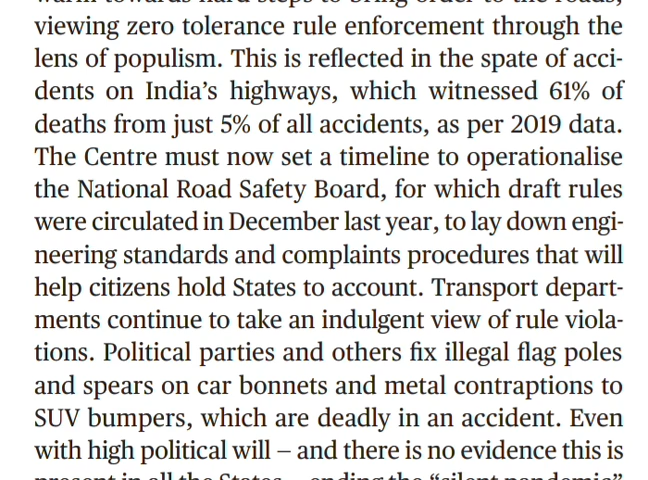 viewing zero tolerance rule enforcement through the
lens of populism. This is reflected in the spate of acci-
dents on India’s highways, which witnessed 61% of
deaths from just 5% of all accidents, as per 2019 data.
The Centre must now set a timeline to operationalise
the National Road Safety Board, for which draft rules
were circulated in December last year, to lay down engi-
neering standards and complaints procedures that will
help citizens hold States to account. Transport depart-
ments continue to take an indulgent view of rule viola-
tions. Political parties and others fix illegal flag poles
and spears on car bonnets and metal contraptions to
SUV bumpers, which are deadly in an accident. Even
with high political will – and there is no evidence this is